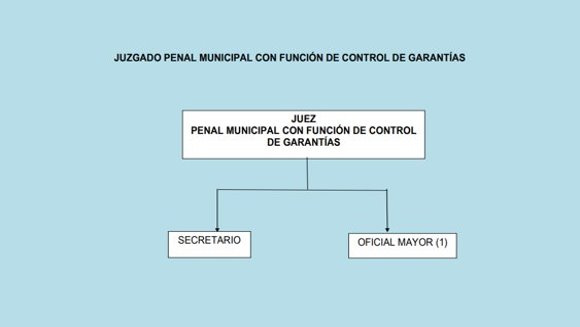 JUZGADO PENAL MUNICIPAL CON FUNCIÓN DE CONTROL DE GARANTÍAS
JUEZ
PENAL MUNICIPAL CON FUNCIÓN DE CONTROL
DE GARANTÍAS
SECRETARIO
OFICIAL MAYOR (1)